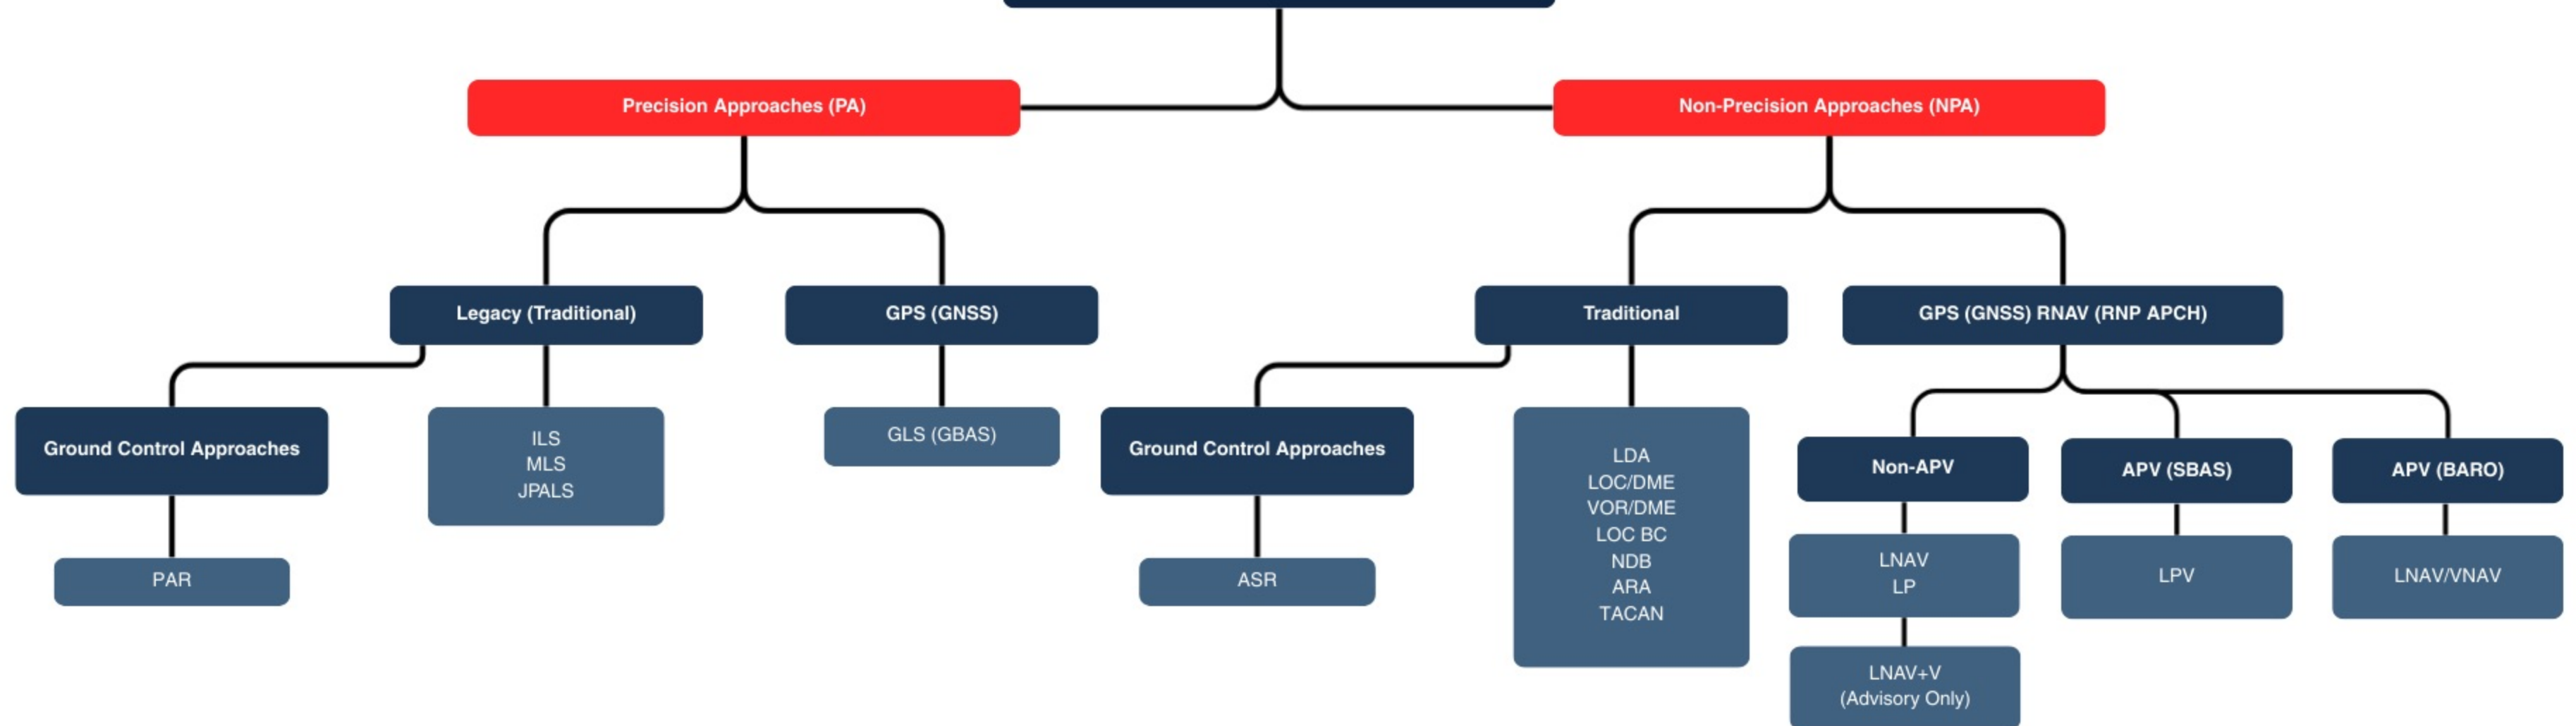 Precision Approaches (PA)
Non-Precision Approaches (NPA)
Legacy (Traditional)
GPS (GNSS)
Traditional
GPS (GNSS) RNAV (RNP APCH)
Ground Control Approaches
ILS
MLS
JPALS
GLS (GBAS)
Ground Control Approaches
LDA
LOC/DME
VOR/DME
LOC BC
NDB
ARA
TACAN
Non-APV
APV (SBAS)
APV (BARO)
PAR
ASR
LNAV
LP
LPV
LNAV/VNAV
LNAV+V
(Advisory Only)